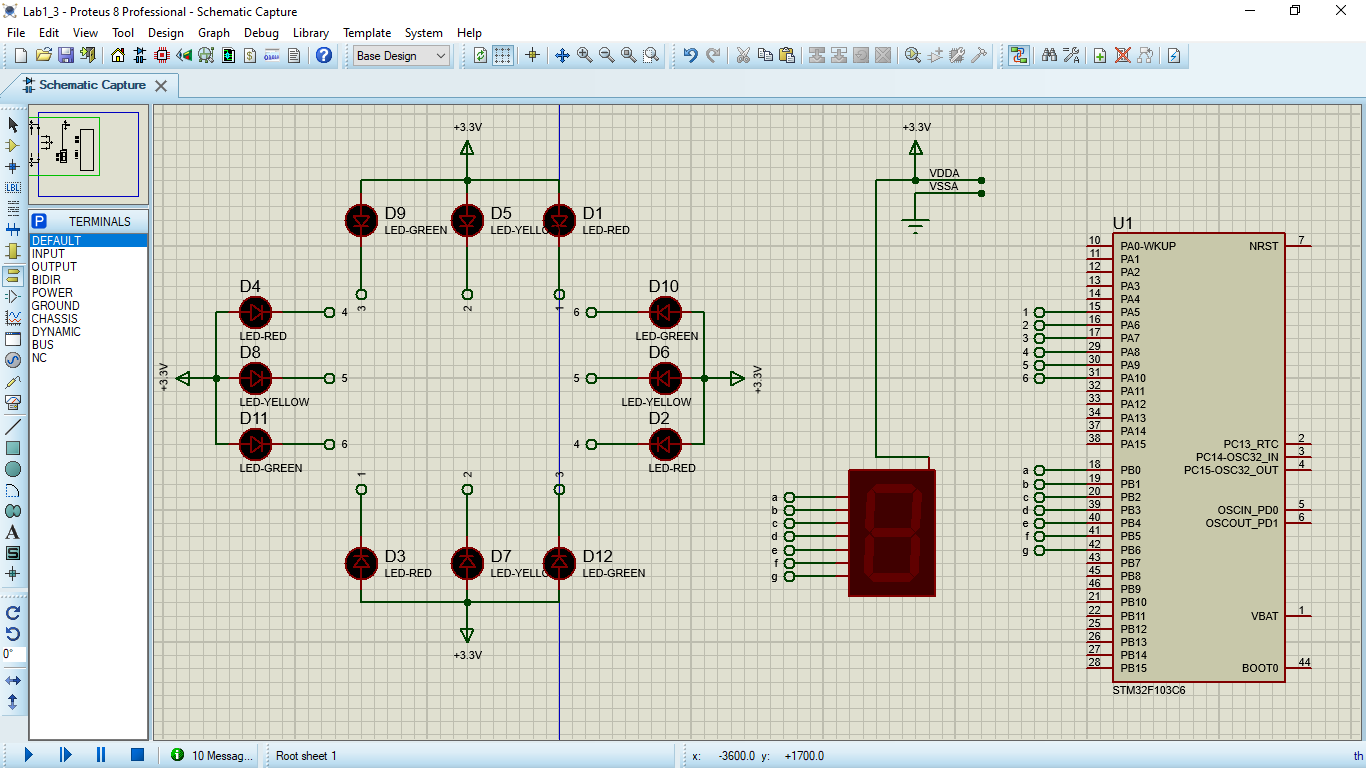 Lab1_3 - Proteus 8 Professional - Schematic Capture
File Edit View Tool Design Graph Debug Library Template System Help
Base Design
Schematic Capture
LBL
A
S
0°
P TERMINALS
DEFAULT
INPUT
OUTPUT
BIDIR
POWER
GROUND
CHASSIS
DYNAMIC
BUS
NC
+3.3V
D9
LED-GREEN
D5
LED-YELLO
D1
LED-RED
3
2
1
D4
LED-RED
4
D8
LED-YELLOW
5
D11
LED-GREEN
6
+3.3V
D10
LED-GREEN
6
D6
LED-YELLOW
5
D2
LED-RED
4
+3.3V
1
2
3
D3
LED-RED
D7
LED-YELLO
D12
LED-GREEN
+3.3V
+3.3V
VDDA
VSSA
a
b
c
d
e
f
g
U1
10 PA0-WKUP NRST 7
11 PA1
12 PA2
13 PA3
14 PA4
1 15 PA5
2 16 PA6
3 17 PA7
4 29 PA8
5 30 PA9
6 31 PA10
32 PA11
33 PA12
34 PA13
37 PA14
38 PA15 PC13_RTC 2
PC14-OSC32_IN 3
a 18 PB0 PC15-OSC32_OUT 4
b 19 PB1
c 20 PB2
d 39 PB3 OSCIN_PD0 5
e 40 PB4 OSCOUT_PD1 6
f 41 PB5
g 42 PB6
43 PB7
45 PB8
46 PB9
21 PB10
22 PB11 VBAT 1
25 PB12
26 PB13
27 PB14
28 PB15 BOOT0 44
STM32F103C6
10 Messag... Root sheet 1 x: -3600.0 y: +1700.0 th